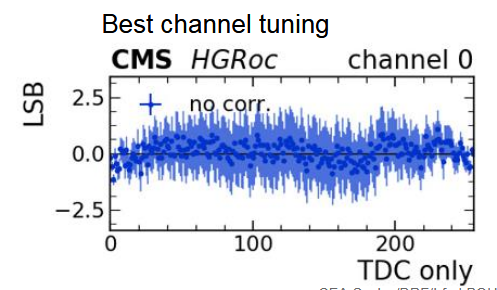 Best channel tuning
CMS HGRoc channel 0
LSB
no corr.
2.5
0.0
−2.5
0 100 200
TDC only